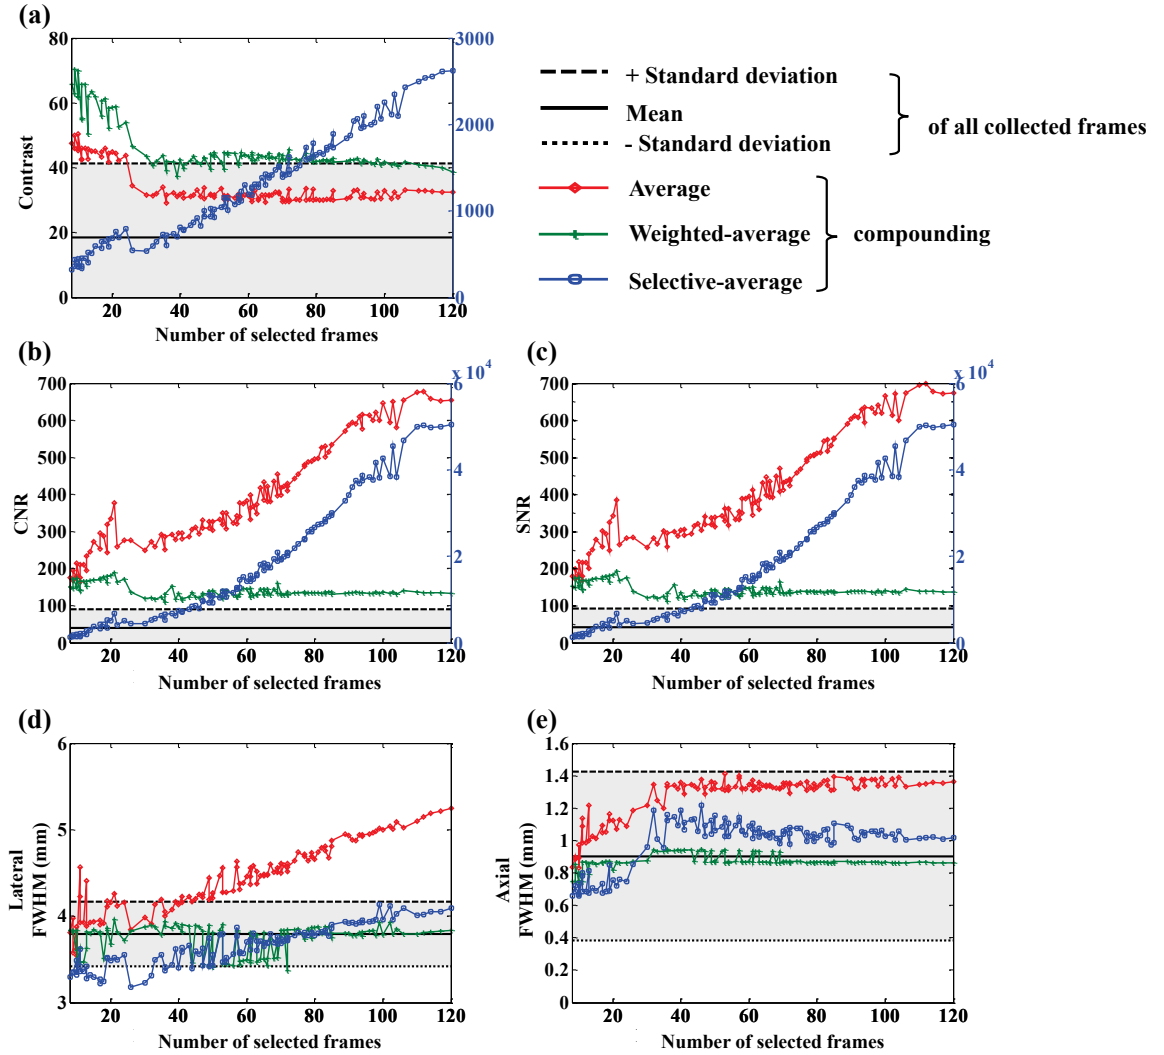 (a)
80
60
40
20
0
3000
2000
1000
0
0
20
40
60
80
100
120
Contrast
Number of selected frames
+ Standard deviation
Mean
- Standard deviation
of all collected frames
Average
Weighted-average
Selective-average
compounding
(b)
700
600
500
400
300
200
100
0
x 10^4
6
4
2
0
0
20
40
60
80
100
120
CNR
Number of selected frames
(c)
700
600
500
400
300
200
100
0
x 10^4
6
4
2
0
0
20
40
60
80
100
120
SNR
Number of selected frames
(d)
6
5
4
3
20
40
60
80
100
120
Lateral
FWHM (mm)
Number of selected frames
(e)
1.6
1.4
1.2
1
0.8
0.6
0.4
0.2
0
20
40
60
80
100
120
Axial
FWHM (mm)
Number of selected frames